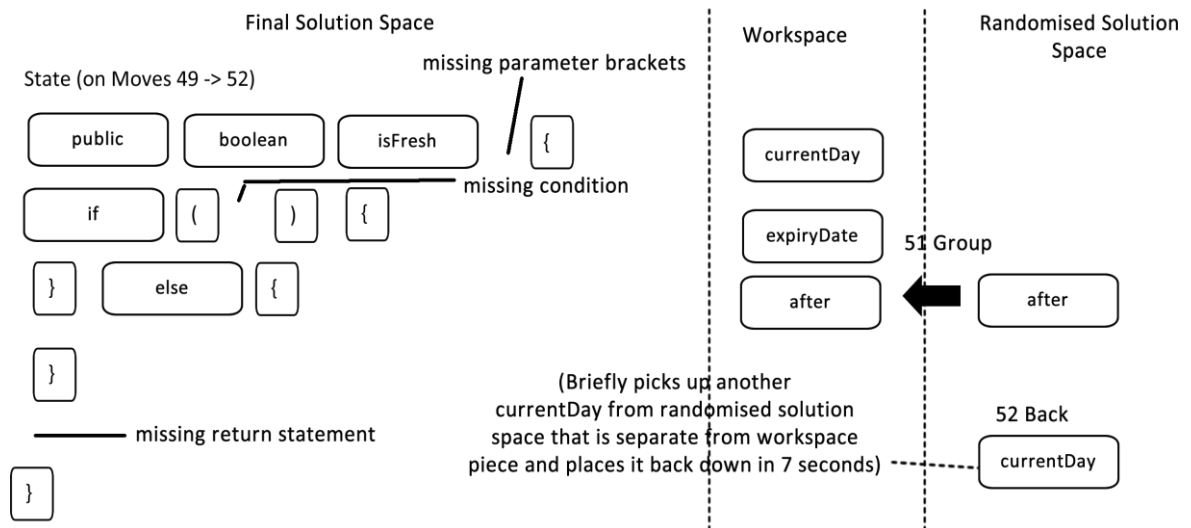 Final Solution Space
Workspace
Randomised Solution
Space
State (on Moves 49 -> 52)
missing parameter brackets
public boolean isFresh {
missing condition
if ( ) {
} else {
}
missing return statement
}
currentDay
expiryDate
after
51 Group
after
(Briefly picks up another
currentDay from randomised solution
space that is separate from workspace
piece and places it back down in 7 seconds)
52 Back
currentDay